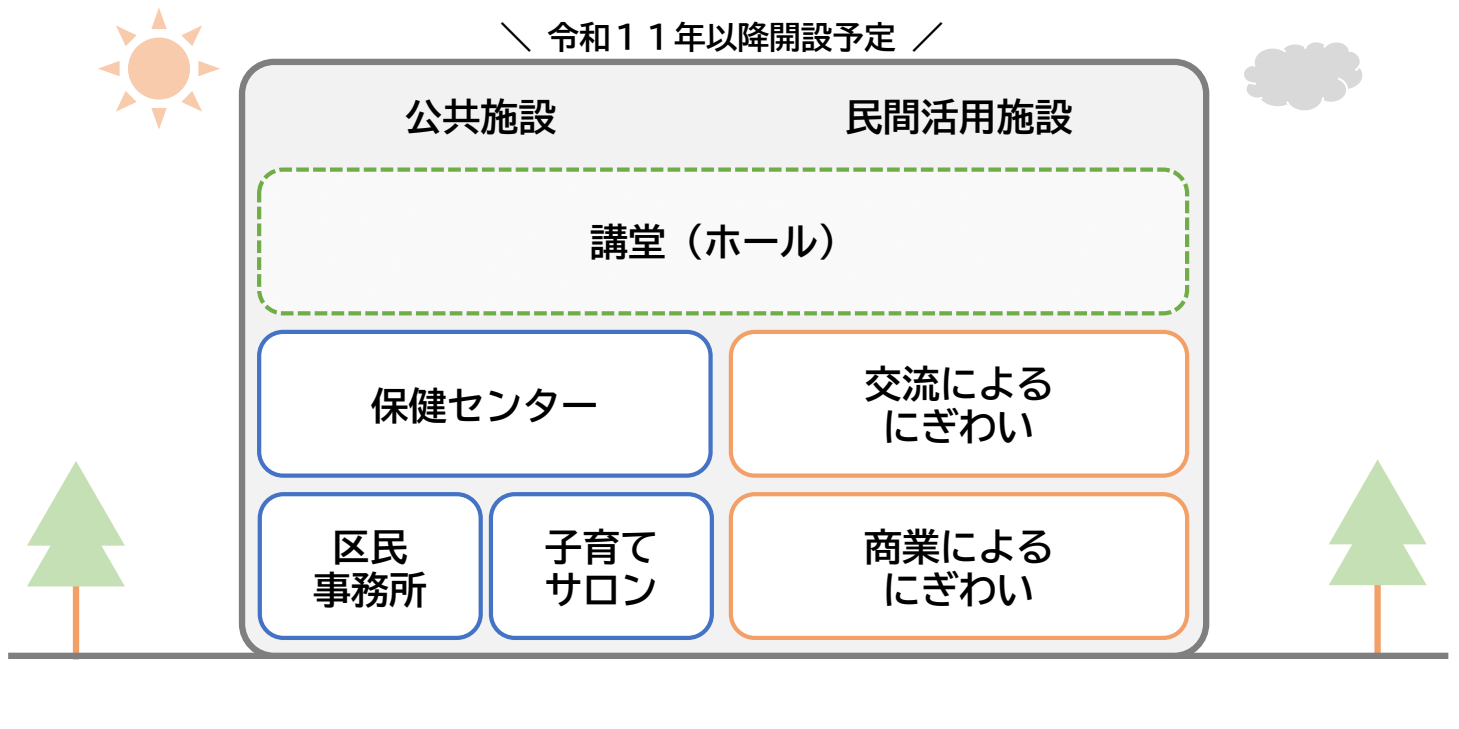 ＼ 令和１１年以降開設予定 ／
公共施設
民間活用施設
講堂（ホール）
保健センター
交流による
にぎわい
区民
事務所
子育て
サロン
商業による
にぎわい